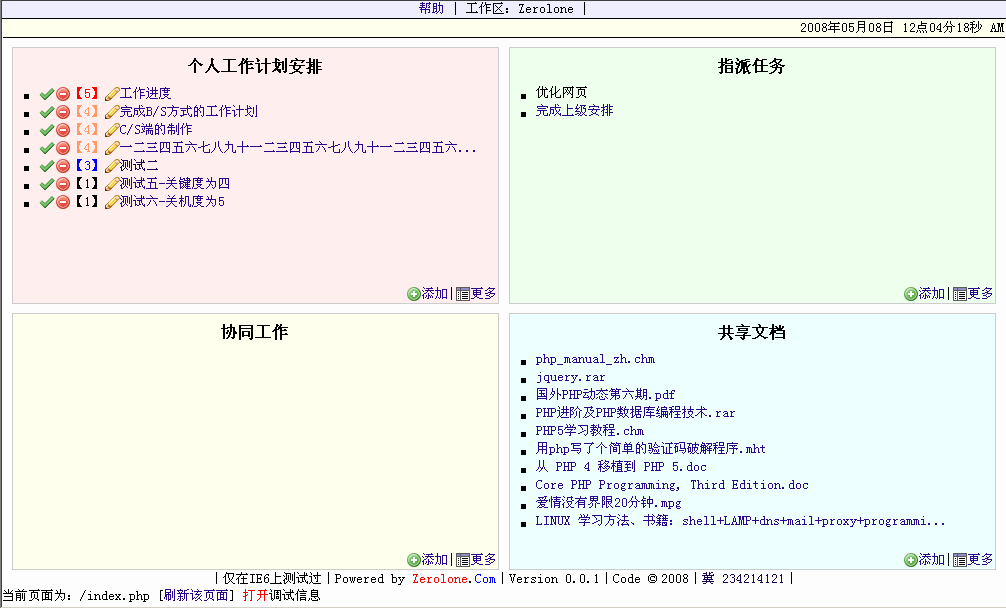 帮助 | 工作区：Zerolone |
2008年05月08日 12点04分18秒 AM
个人工作计划安排
【5】工作进度
【4】完成B/S方式的工作计划
【4】C/S端的制作
【4】一二三四五六七八九十一二三四五六七八九十一二三四五六...
【3】测试二
【1】测试五-关键度为四
【1】测试六-关机度为5
添加|更多
指派任务
优化网页
完成上级安排
添加|更多
协同工作
添加|更多
共享文档
php_manual_zh.chm
jquery.rar
国外PHP动态第六期.pdf
PHP进阶及PHP数据库编程技术.rar
PHP5学习教程.chm
用php写了个简单的验证码破解程序.mht
从 PHP 4 移植到 PHP 5.doc
Core PHP Programming, Third Edition.doc
爱情没有界限20分钟.mpg
LINUX 学习方法、书籍：shell+LAMP+dns+mail+proxy+programmi...
添加|更多
|仅在IE6上测试过|Powered by Zerolone.Com|Version 0.0.1|Code ©2008|冀 234214121|
当前页面为：/index.php [刷新该页面] 打开调试信息